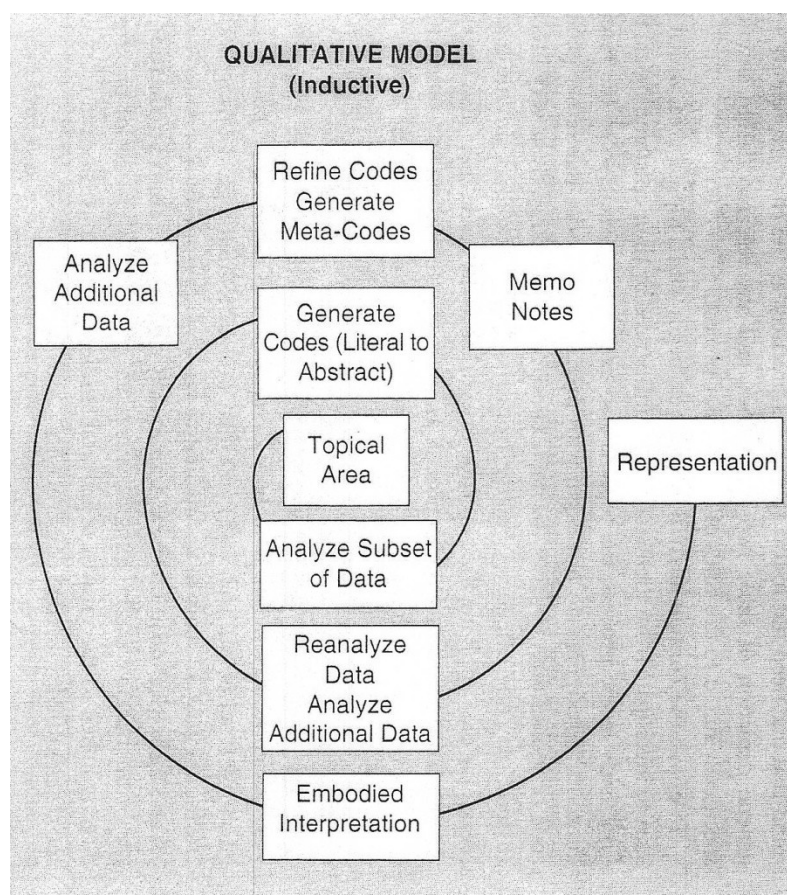 QUALITATIVE MODEL
(Inductive)
Refine Codes
Generate
Meta-Codes
Analyze
Additional
Data
Memo
Notes
Generate
Codes (Literal to
Abstract)
Topical
Area
Representation
Analyze Subset
of Data
Reanalyze
Data
Analyze
Additional Data
Embodied
Interpretation